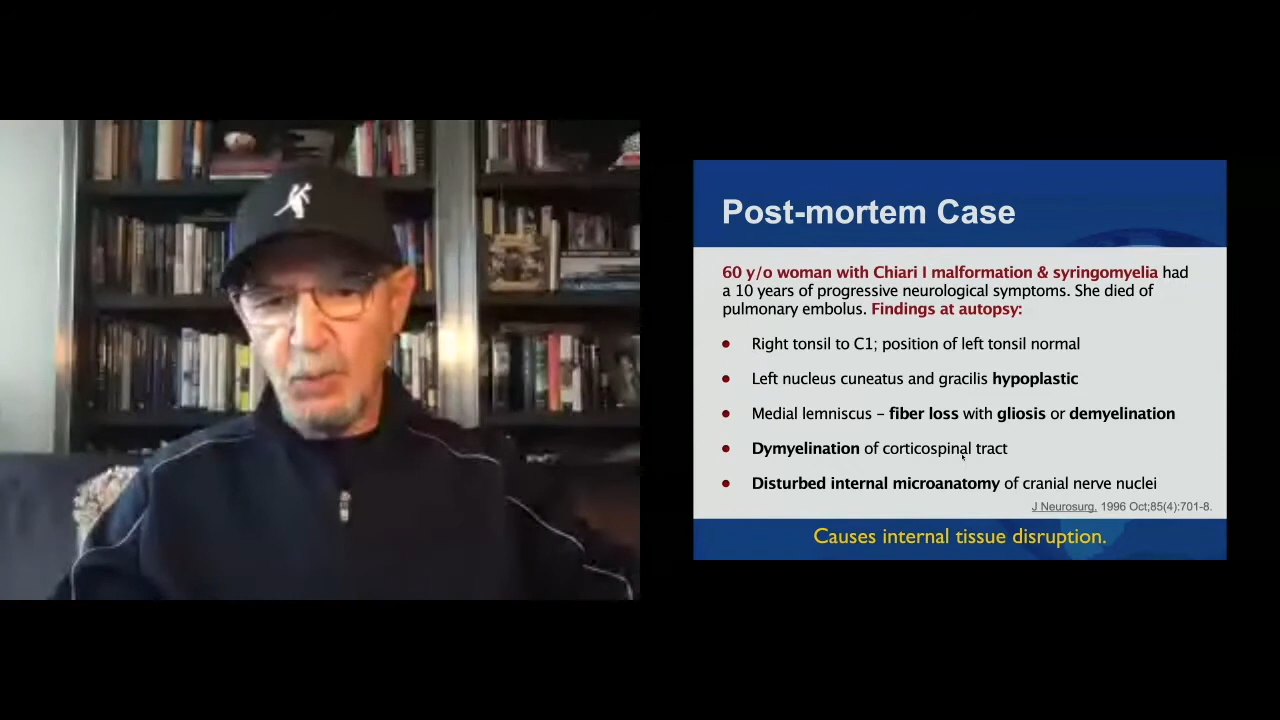 Post-mortem Case
60 y/o woman with Chiari I malformation & syringomyelia had
a 10 years of progressive neurological symptoms. She died of
pulmonary embolus. Findings at autopsy:
• Right tonsil to C1; position of left tonsil normal
• Left nucleus cuneatus and gracilis hypoplastic
• Medial lemniscus – fiber loss with gliosis or demyelination
• Dymyelination of corticospinal tract
• Disturbed internal microanatomy of cranial nerve nuclei
J Neurosurg. 1996 Oct;85(4):701-8.
Causes internal tissue disruption.